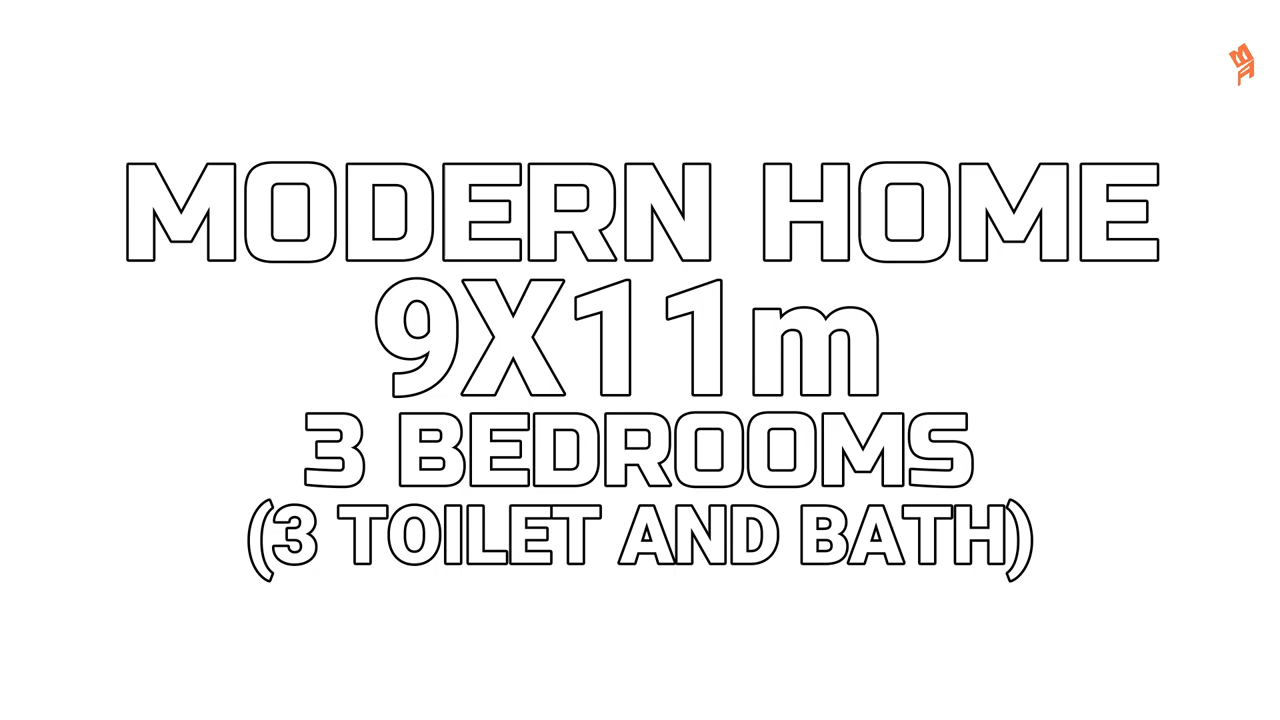 MODERN HOME
9X11m
3 BEDROOMS
(3 TOILET AND BATH)